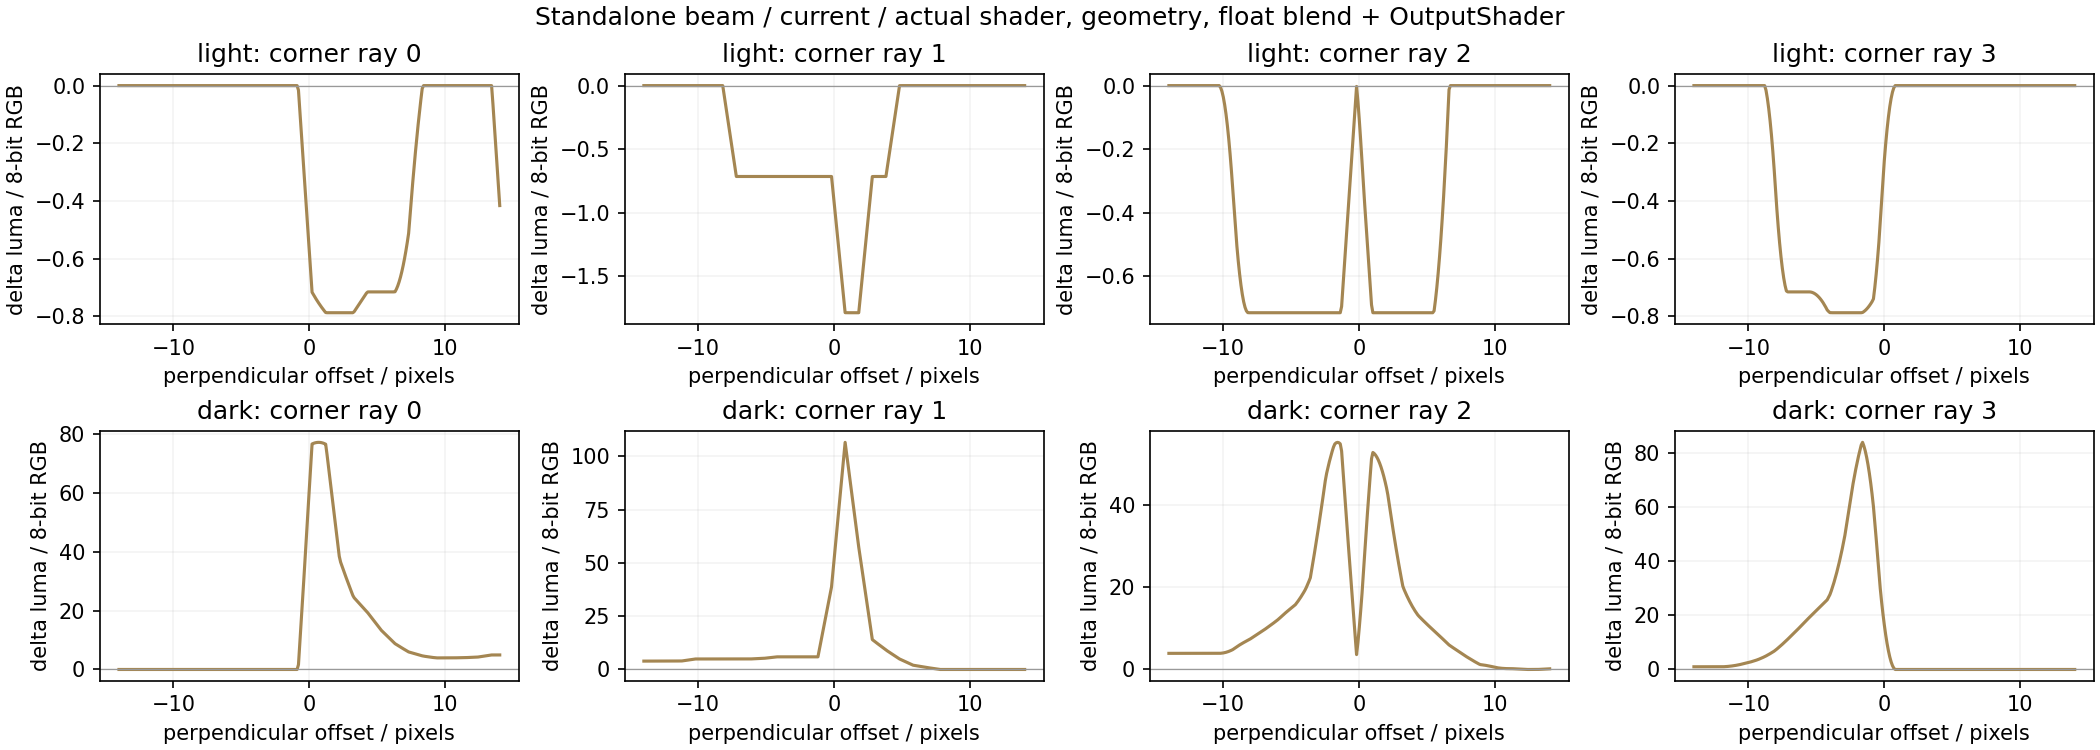 Standalone beam / current / actual shader, geometry, float blend + OutputShader
light: corner ray 0
light: corner ray 1
light: corner ray 2
light: corner ray 3
delta luma / 8-bit RGB
0.0
−0.2
−0.4
−0.6
−0.8
−10
0
10
perpendicular offset / pixels
delta luma / 8-bit RGB
0.0
−0.5
−1.0
−1.5
−10
0
10
perpendicular offset / pixels
delta luma / 8-bit RGB
0.0
−0.2
−0.4
−0.6
−10
0
10
perpendicular offset / pixels
delta luma / 8-bit RGB
0.0
−0.2
−0.4
−0.6
−0.8
−10
0
10
perpendicular offset / pixels
dark: corner ray 0
dark: corner ray 1
dark: corner ray 2
dark: corner ray 3
delta luma / 8-bit RGB
80
60
40
20
0
−10
0
10
perpendicular offset / pixels
delta luma / 8-bit RGB
100
75
50
25
0
−10
0
10
perpendicular offset / pixels
delta luma / 8-bit RGB
40
20
0
−10
0
10
perpendicular offset / pixels
delta luma / 8-bit RGB
80
60
40
20
0
−10
0
10
perpendicular offset / pixels